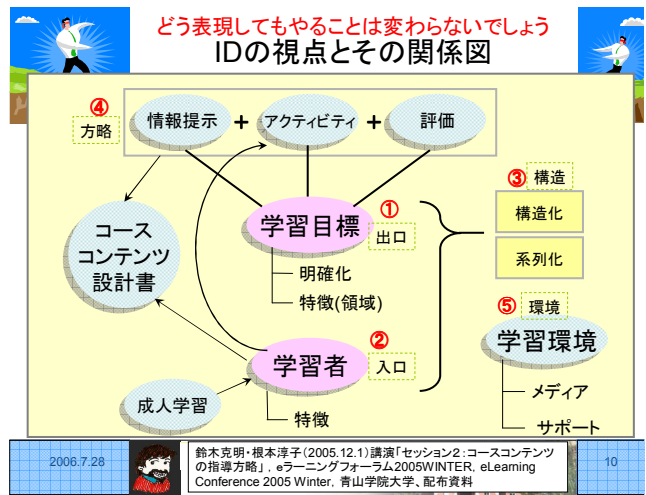 どう表現してもやることは変わらないでしょう
IDの視点とその関係図
④
方略
情報提示 + アクティビティ + 評価
① 
学習目標
出口
明確化
特徴(領域)
③ 構造
構造化
系列化
コース
コンテンツ
設計書
②
学習者
入口
特徴
成人学習
⑤ 環境
学習環境
メディア
サポート
2006.7.28
鈴木克明・根本淳子(2005.12.1)講演「セッション2:コースコンテンツ
の指導方略」, eラーニングフォーラム2005WINTER, eLearning
Conference 2005 Winter, 青山学院大学、配布資料
10